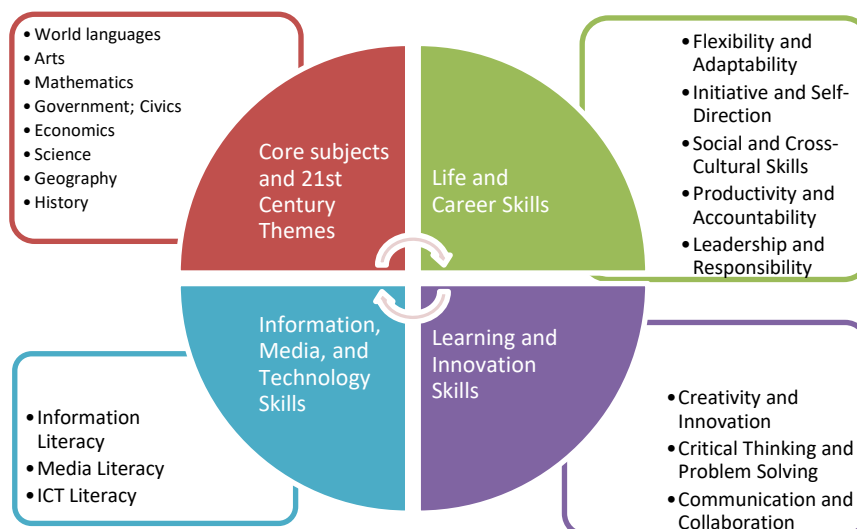 • World languages
• Arts
• Mathematics
• Government; Civics
• Economics
• Science
• Geography
• History
Core subjects
and 21st
Century
Themes
Life and
Career Skills
• Flexibility and
Adaptability
• Initiative and Self-
Direction
• Social and Cross-
Cultural Skills
• Productivity and
Accountability
• Leadership and
Responsibility
Information,
Media, and
Technology
Skills
Learning and
Innovation
Skills
• Information
Literacy
• Media Literacy
• ICT Literacy
• Creativity and
Innovation
• Critical Thinking and
Problem Solving
• Communication and
Collaboration